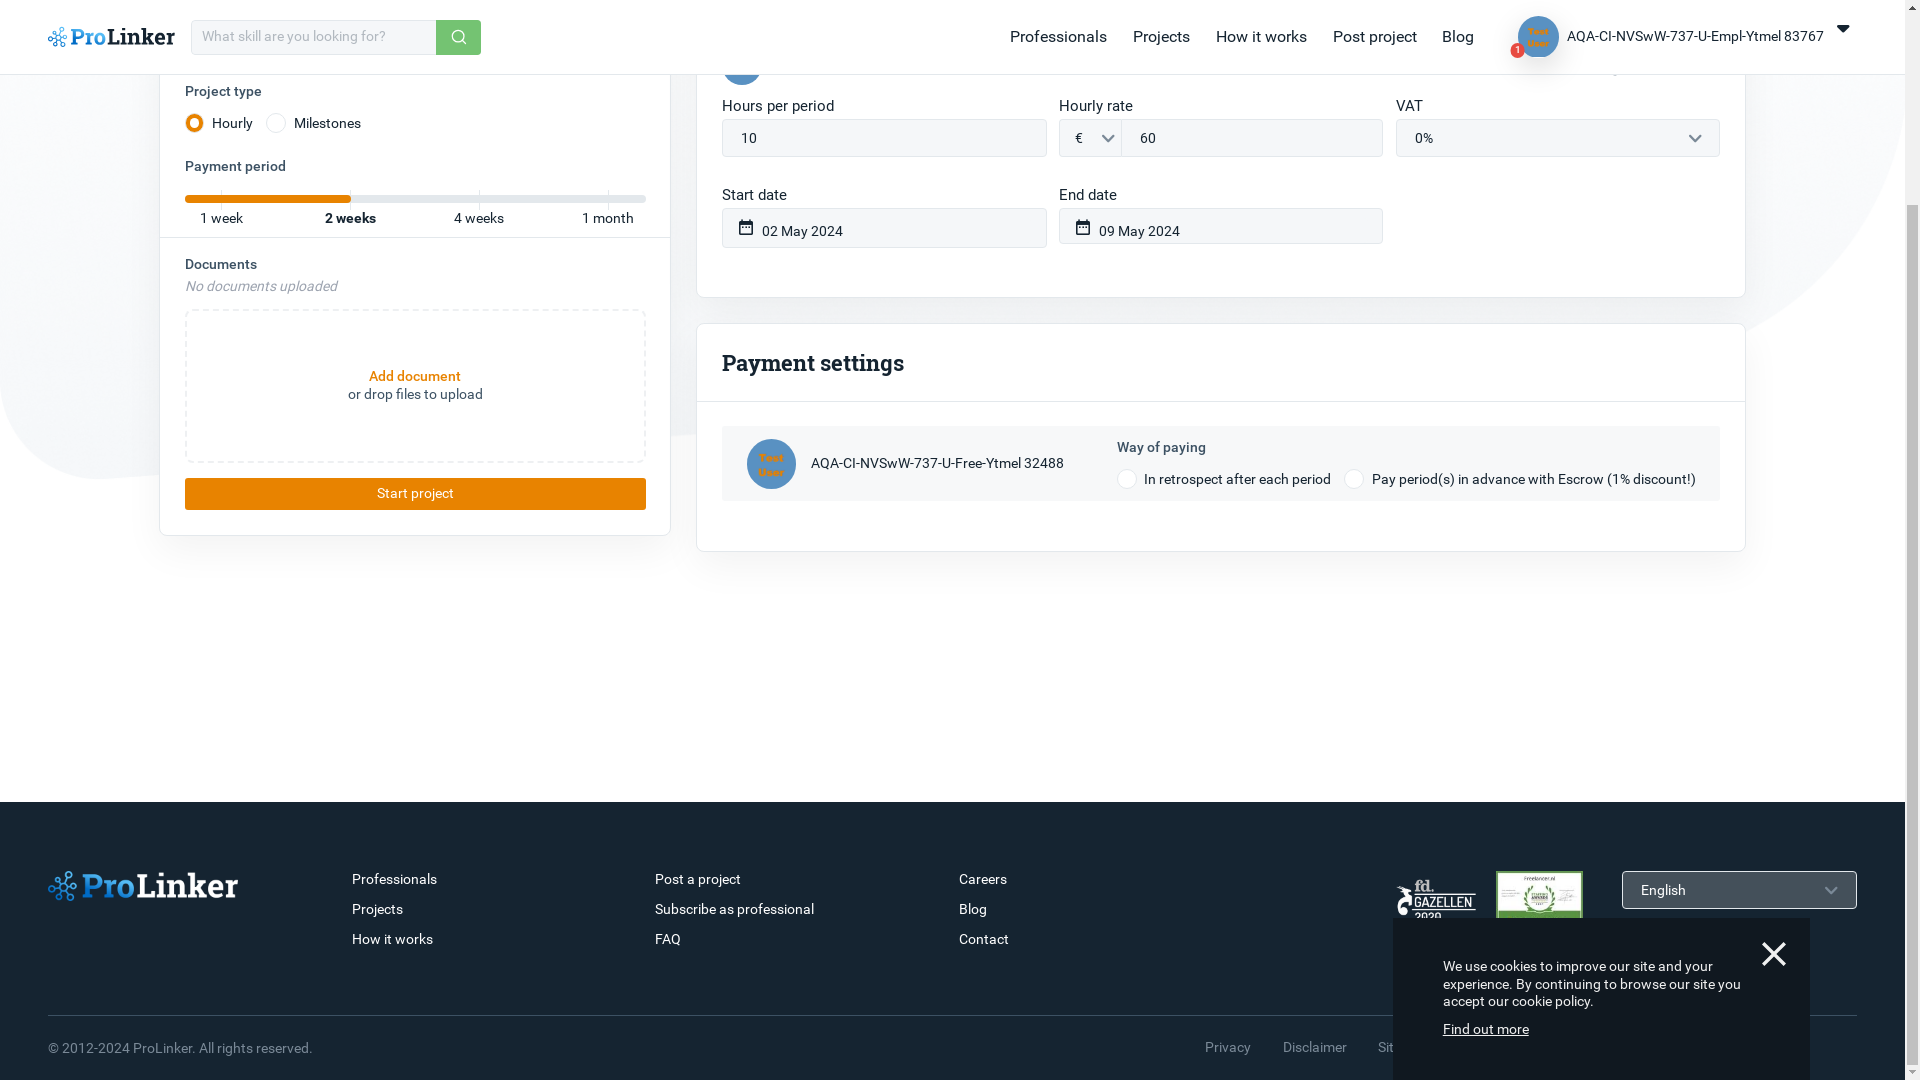 ProLinker
What skill are you looking for?
Professionals
Projects
How it works
Post project
Blog
1
Test
User
AQA-CI-NVSwW-737-U-Empl-Ytmel 83767
Project type
Hourly
Milestones
Payment period
1 week
2 weeks
4 weeks
1 month
Documents
No documents uploaded
Add document
or drop files to upload
Start project
Hours per period
Hourly rate
VAT
10
€
60
0%
Start date
End date
02 May 2024
09 May 2024
Payment settings
Test
User
AQA-CI-NVSwW-737-U-Free-Ytmel 32488
Way of paying
In retrospect after each period
Pay period(s) in advance with Escrow (1% discount!)
ProLinker
Professionals
Projects
How it works
Post a project
Subscribe as professional
FAQ
Careers
Blog
Contact
fd.
GAZELLEN
2020
Freelancer.nl
English
We use cookies to improve our site and your
experience. By continuing to browse our site you
accept our cookie policy.
Find out more
© 2012-2024 ProLinker. All rights reserved.
Privacy
Disclaimer
Sit